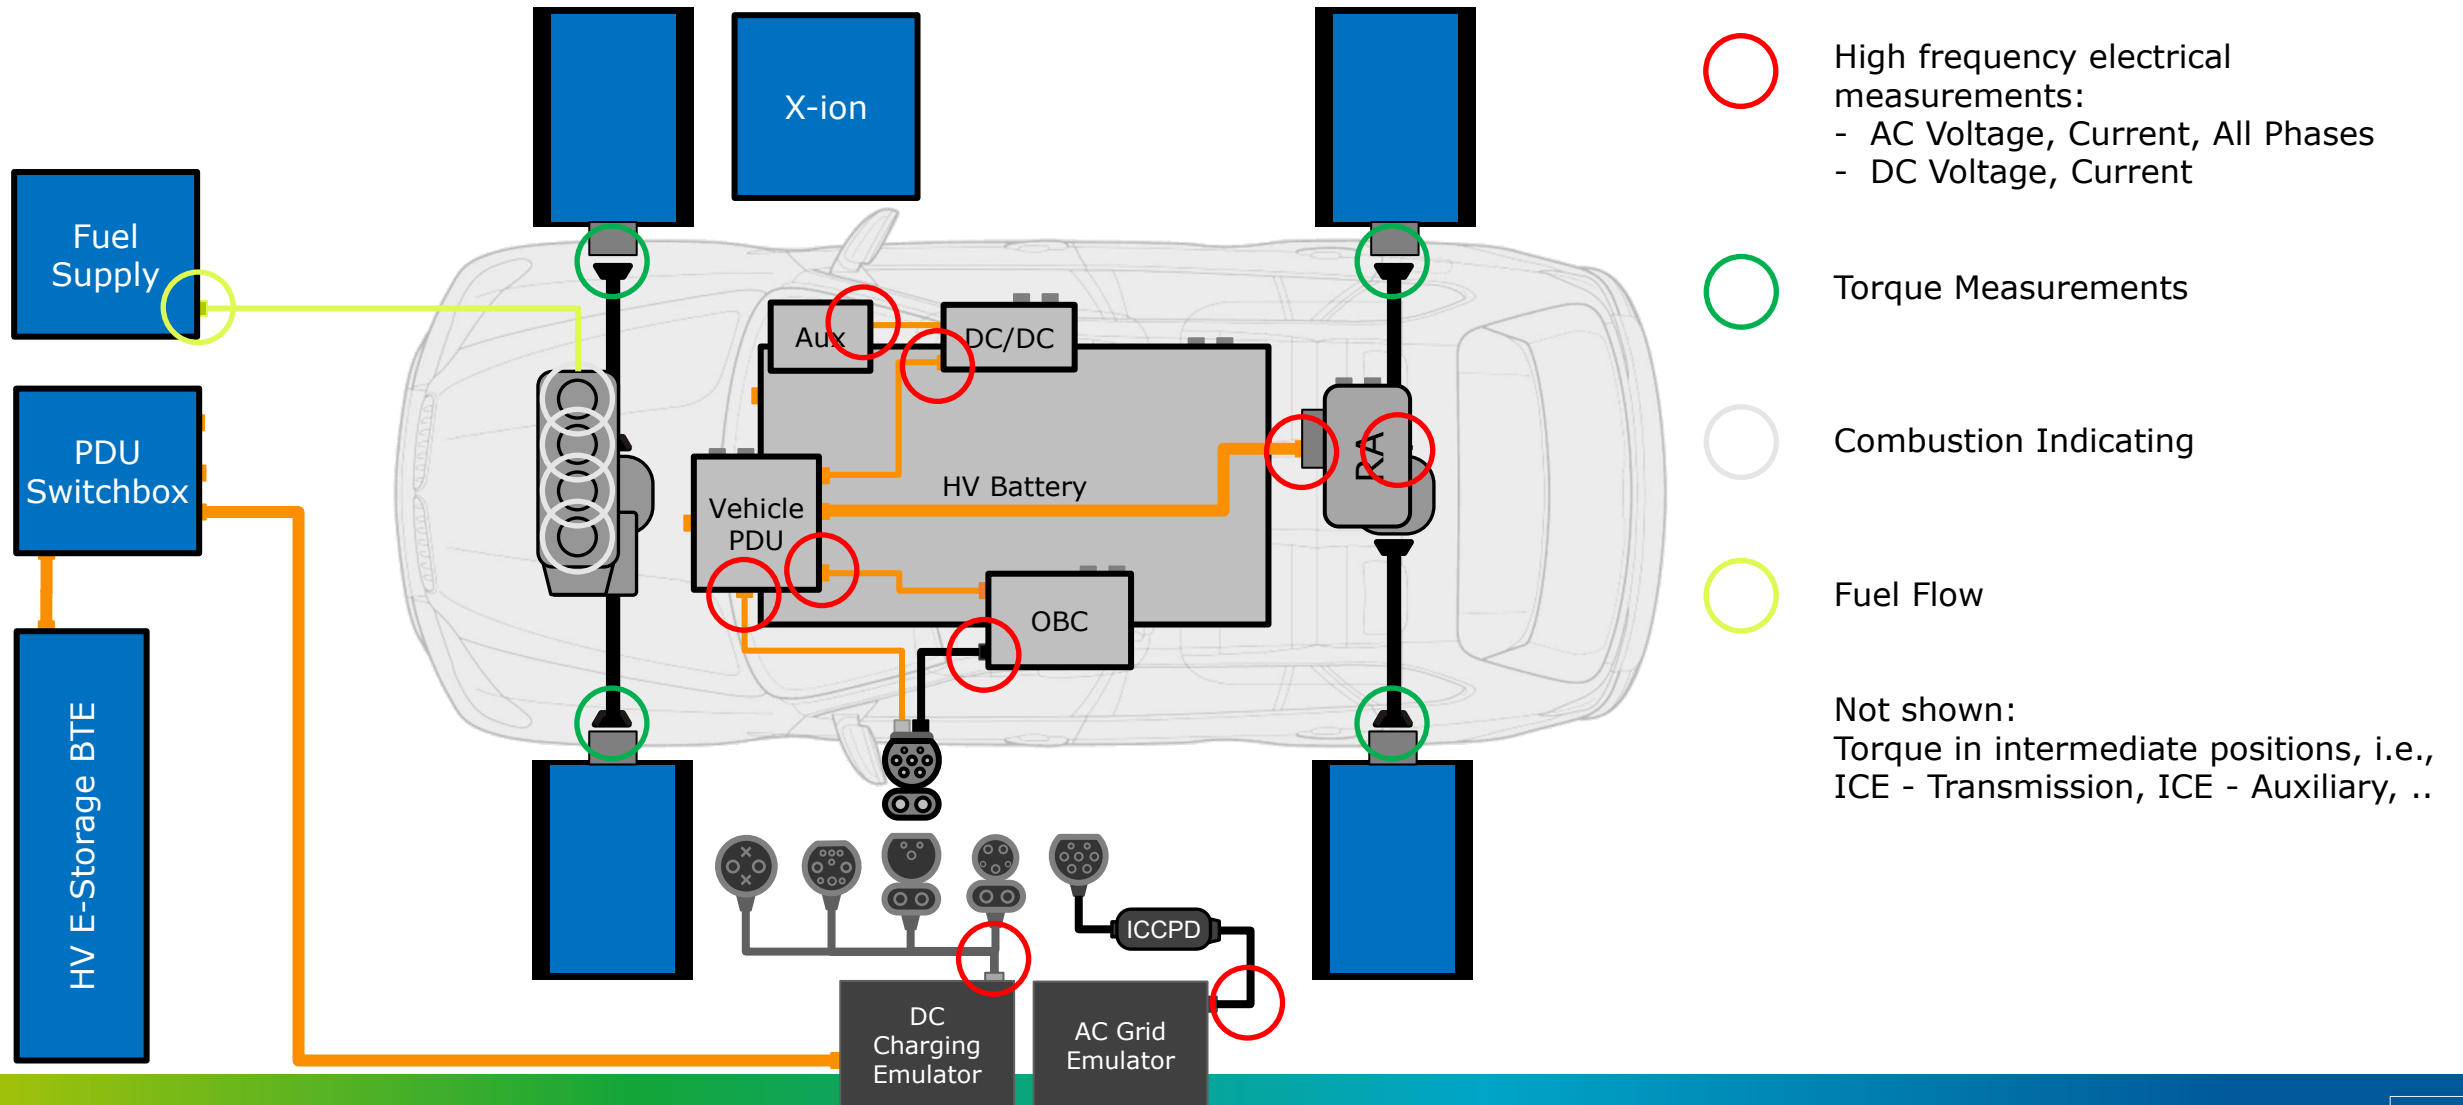 X-ion
Fuel
Supply
PDU
Switchbox
HV E-Storage BTE
Aux
DC/DC
HV Battery
Vehicle
PDU
RA
OBC
ICCPD
DC
Charging
Emulator
AC Grid
Emulator
High frequency electrical
measurements:
- AC Voltage, Current, All Phases
- DC Voltage, Current
Torque Measurements
Combustion Indicating
Fuel Flow
Not shown:
Torque in intermediate positions, i.e.,
ICE - Transmission, ICE - Auxiliary, ..